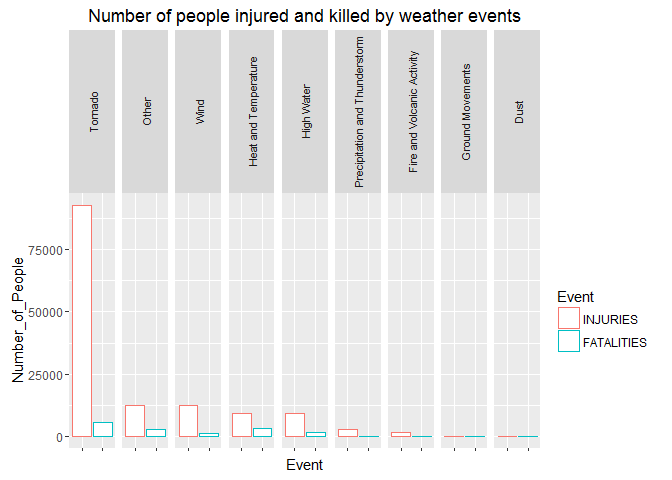 Number of people injured and killed by weather events
Tornado
Other
Wind
Heat and Temperature
High Water
Precipitation and Thunderstorm
Fire and Volcanic Activity
Ground Movements
Dust
Number_of_People
75000
50000
25000
0
Event
Event
INJURIES
FATALITIES